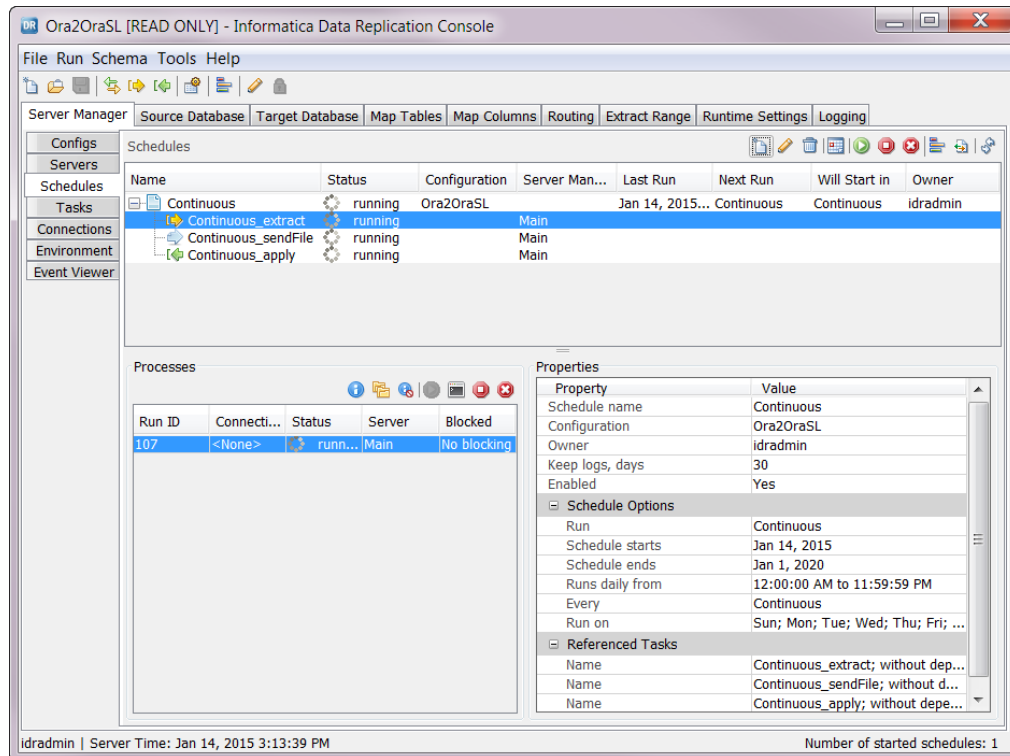 DR Ora2OraSL [READ ONLY] - Informatica Data Replication Console
File Run Schema Tools Help
Server Manager Source Database Target Database Map Tables Map Columns Routing Extract Range Runtime Settings Logging
Configs
Servers
Schedules
Tasks
Connections
Environment
Event Viewer
Schedules
Name Status Configuration Server Man... Last Run Next Run Will Start in Owner
Continuous running Ora2OraSL Jan 14, 2015... Continuous Continuous idradmin
Continuous_extract running Main
Continuous_sendFile running Main
Continuous_apply running Main
Processes
Run ID Connecti... Status Server Blocked
107 <None> runn... Main No blocking
Properties
Property Value
Schedule name Continuous
Configuration Ora2OraSL
Owner idradmin
Keep logs, days 30
Enabled Yes
Schedule Options
Run Continuous
Schedule starts Jan 14, 2015
Schedule ends Jan 1, 2020
Runs daily from 12:00:00 AM to 11:59:59 PM
Every Continuous
Run on Sun; Mon; Tue; Wed; Thu; Fri; ...
Referenced Tasks
Name Continuous_extract; without dep...
Name Continuous_sendFile; without d...
Name Continuous_apply; without depe...
idradmin | Server Time: Jan 14, 2015 3:13:39 PM
Number of started schedules: 1